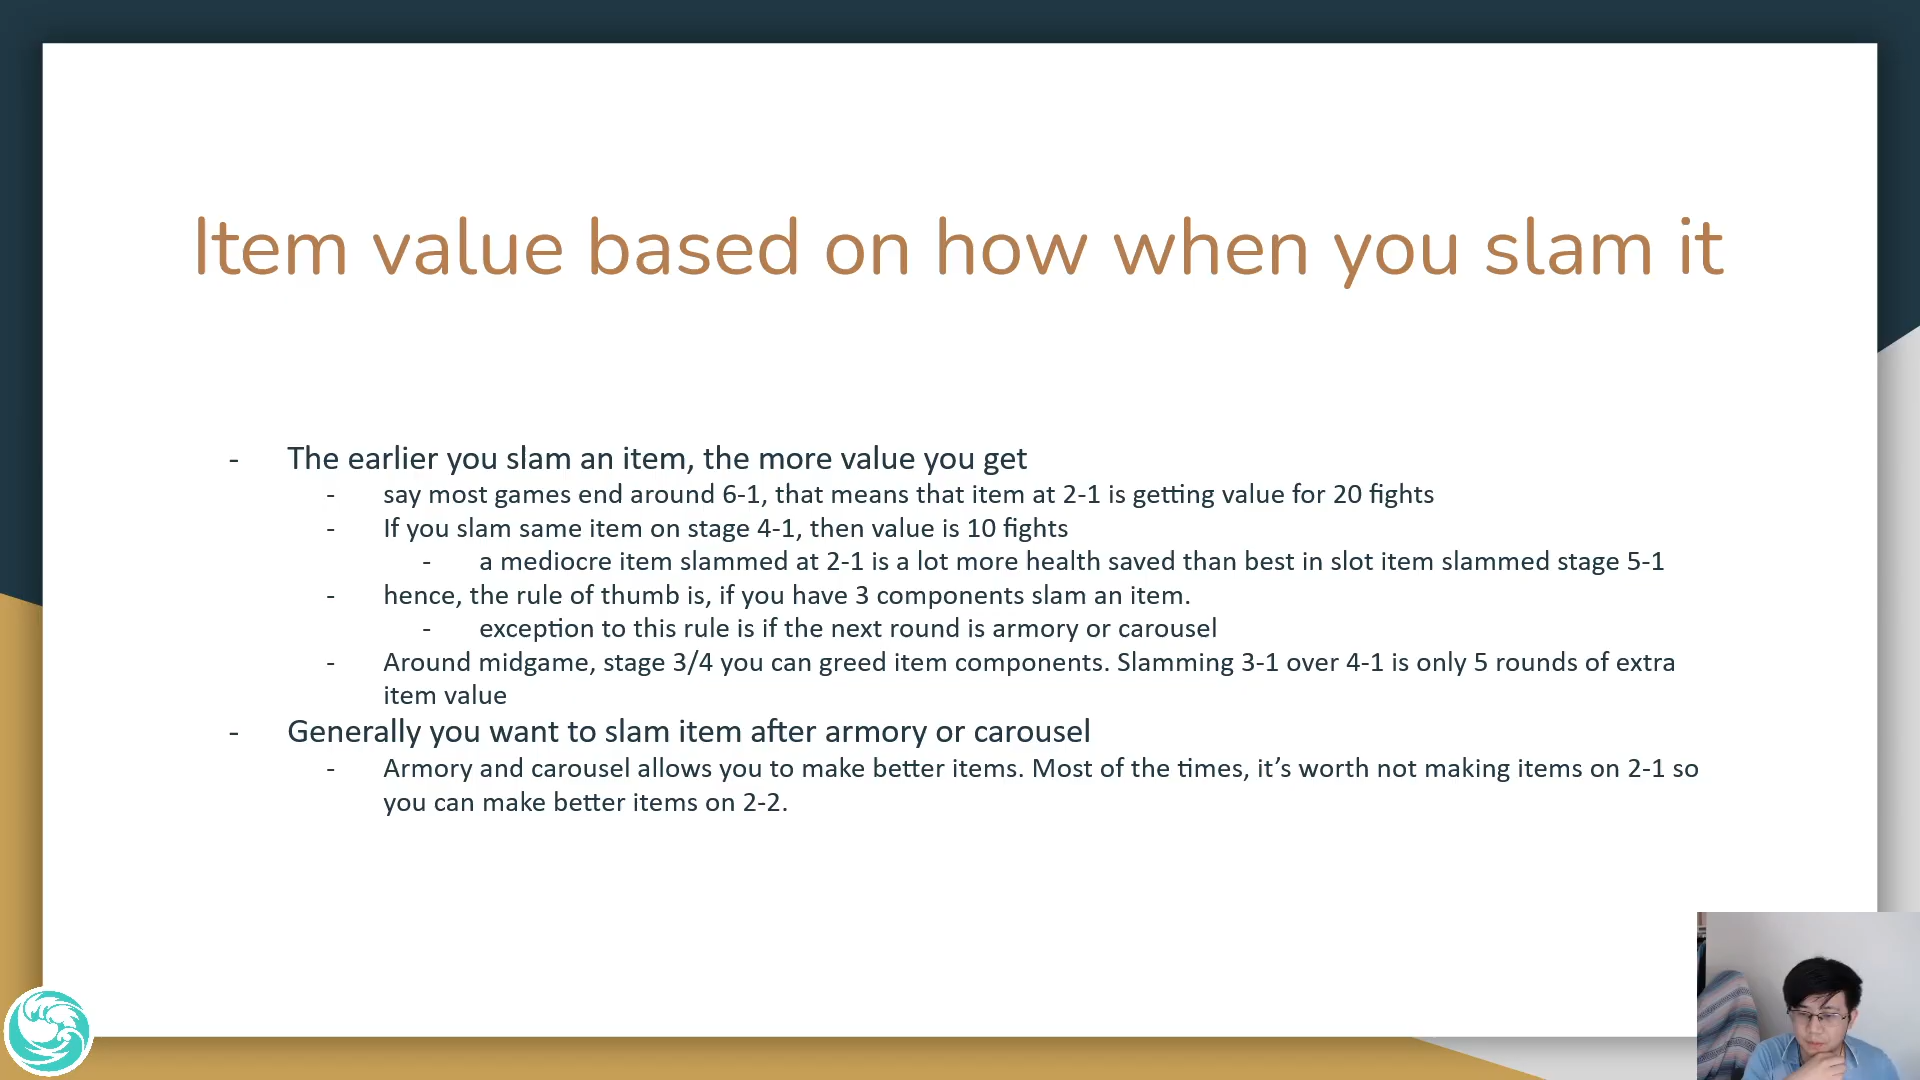 Item value based on how when you slam it
- The earlier you slam an item, the more value you get
- say most games end around 6-1, that means that item at 2-1 is getting value for 20 fights
- If you slam same item on stage 4-1, then value is 10 fights
- a mediocre item slammed at 2-1 is a lot more health saved than best in slot item slammed stage 5-1
- hence, the rule of thumb is, if you have 3 components slam an item.
- exception to this rule is if the next round is armory or carousel
- Around midgame, stage 3/4 you can greed item components. Slamming 3-1 over 4-1 is only 5 rounds of extra
item value
- Generally you want to slam item after armory or carousel
- Armory and carousel allows you to make better items. Most of the times, it’s worth not making items on 2-1 so
you can make better items on 2-2.